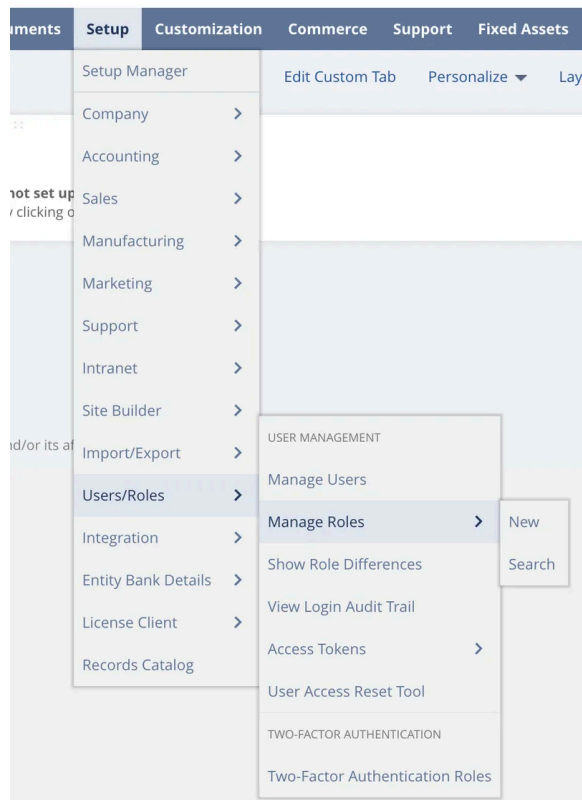 uments Setup Customization Commerce Support Fixed Assets
Edit Custom Tab Personalize Lay
Setup Manager
Company
Accounting
not set up
clicking o
Sales
Manufacturing
Marketing
Support
Intranet
Site Builder
nd/or its af
Import/Export
Users/Roles
Integration
Entity Bank Details
License Client
Records Catalog
USER MANAGEMENT
Manage Users
Manage Roles
Show Role Differences
View Login Audit Trail
Access Tokens
User Access Reset Tool
TWO-FACTOR AUTHENTICATION
Two-Factor Authentication Roles
New
Search